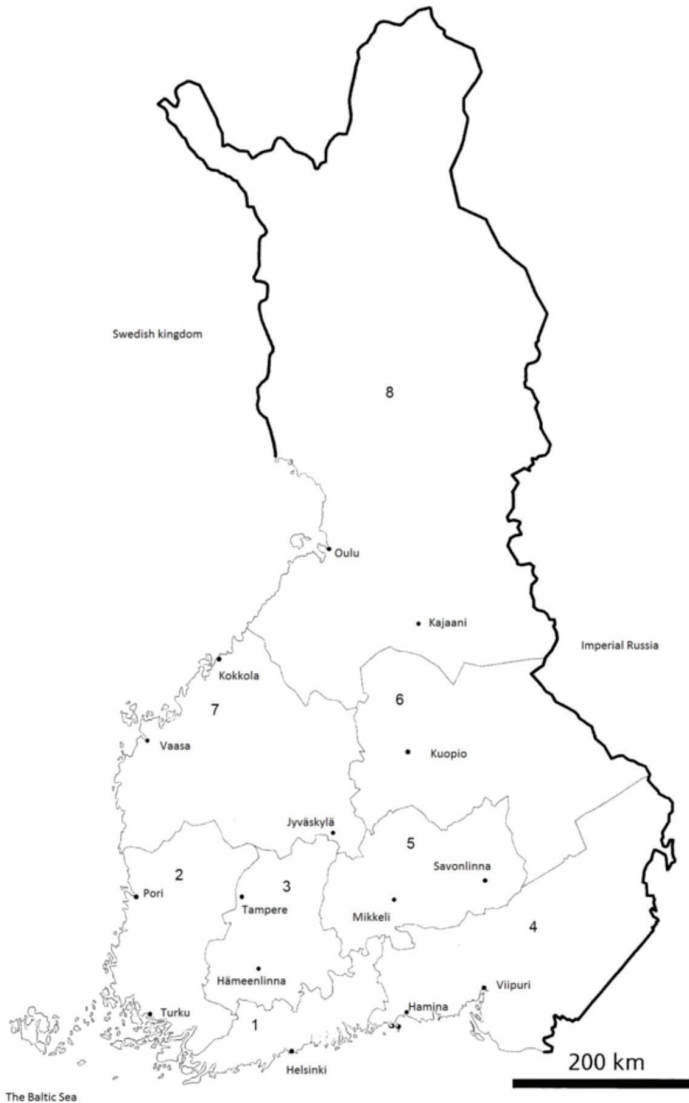 Swedish kingdom
8
Oulu
Kajaani
Imperial Russia
Kokkola
6
7
Vaasa
Kuopio
Jyväskylä
5
2
3
Savonlinna
Pori
Tampere
Mikkeli
4
Hämeenlinna
Viipuri
Turku
Hamina
1
Helsinki
200 km
The Baltic Sea